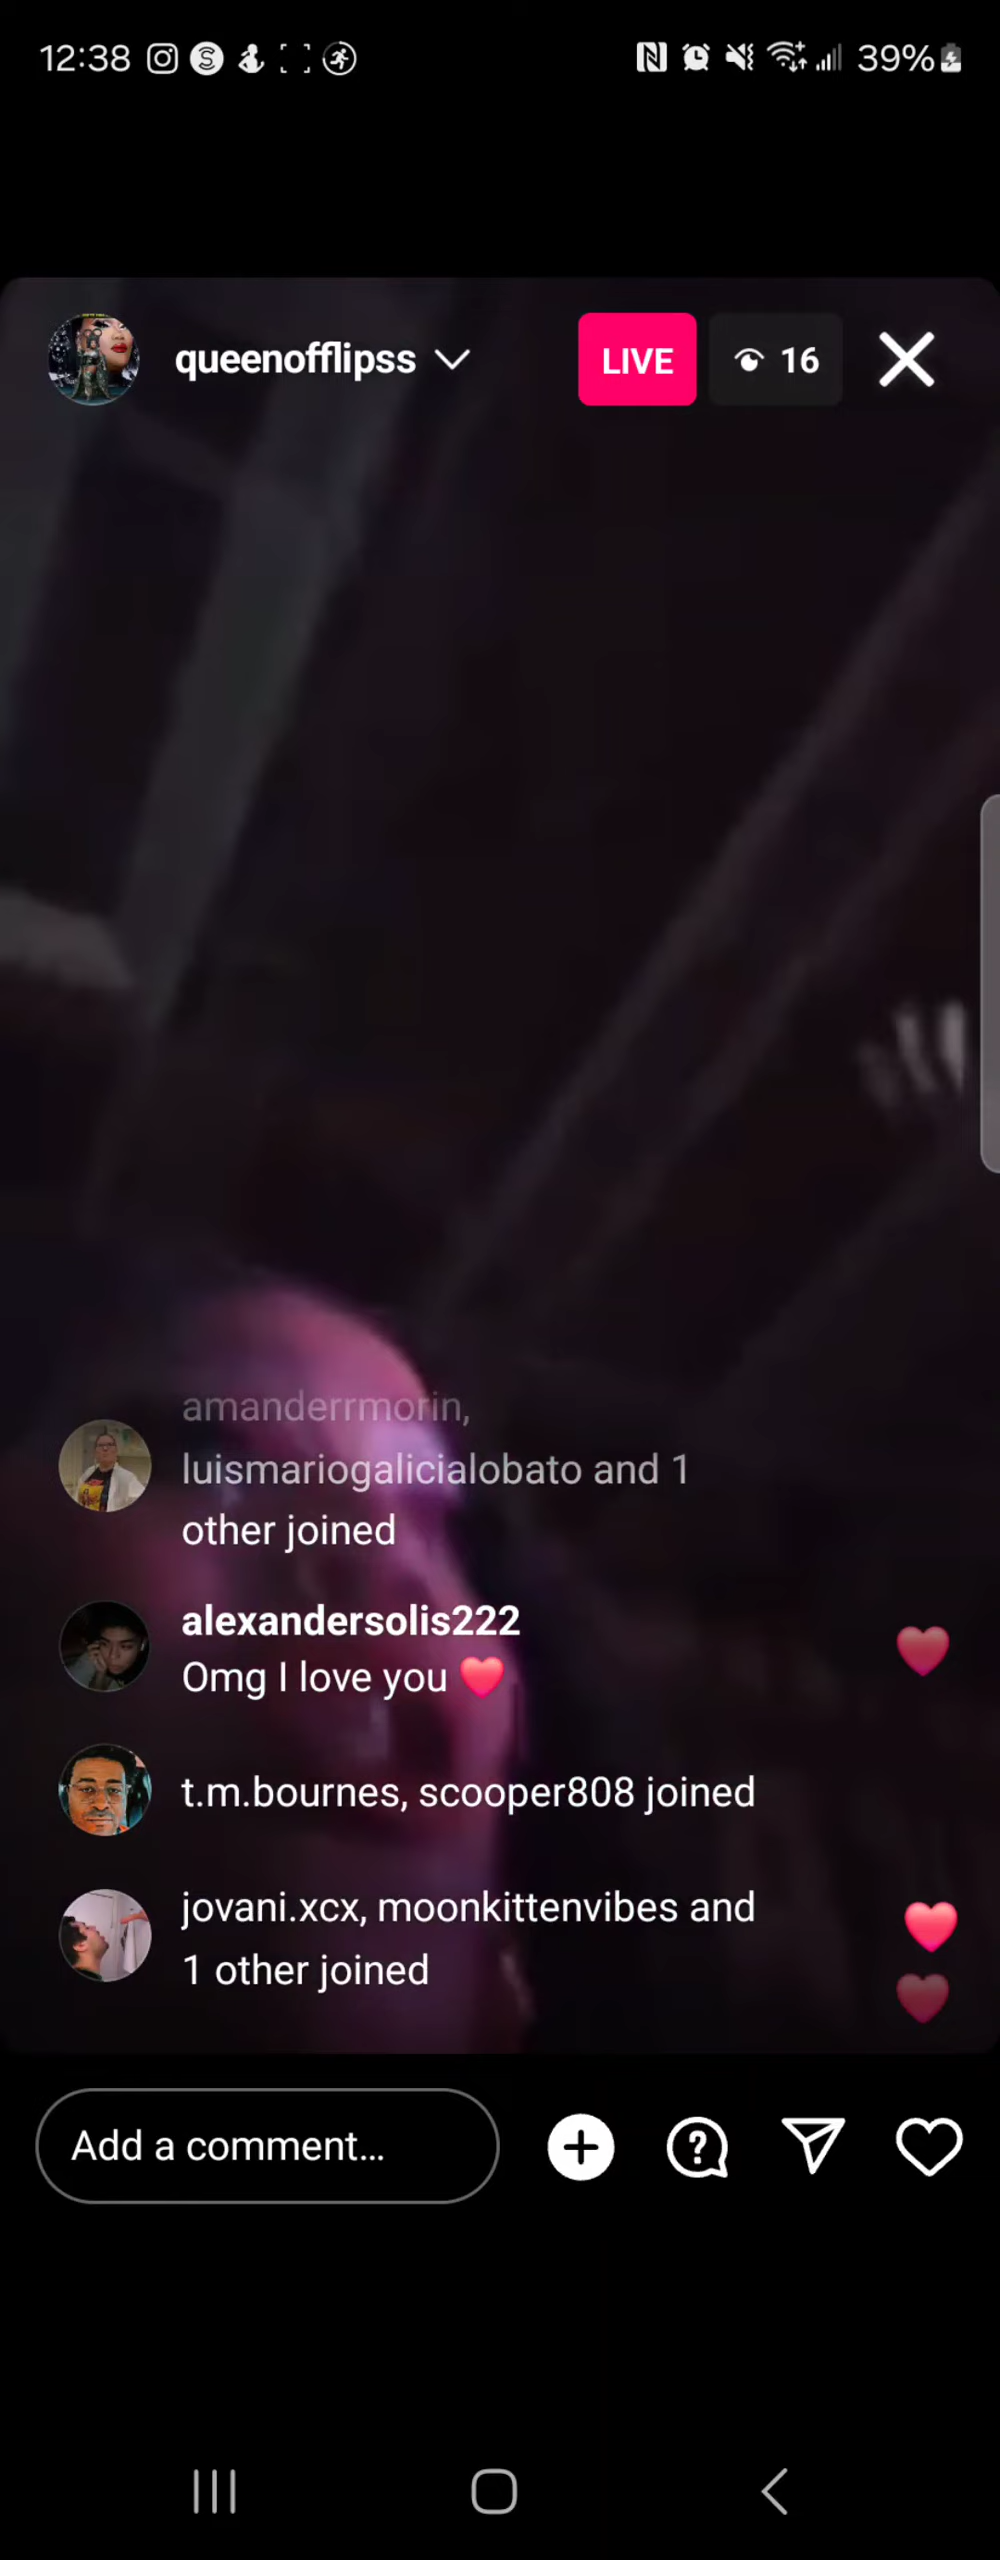 12:38
39%
queenofflipss
LIVE
16
amanderrmorin,
luismariogalicialobato and 1
other joined
alexandersolis222
Omg I love you ❤️
t.m.bournes, scooper808 joined
jovani.xcx, moonkittenvibes and
1 other joined
Add a comment...